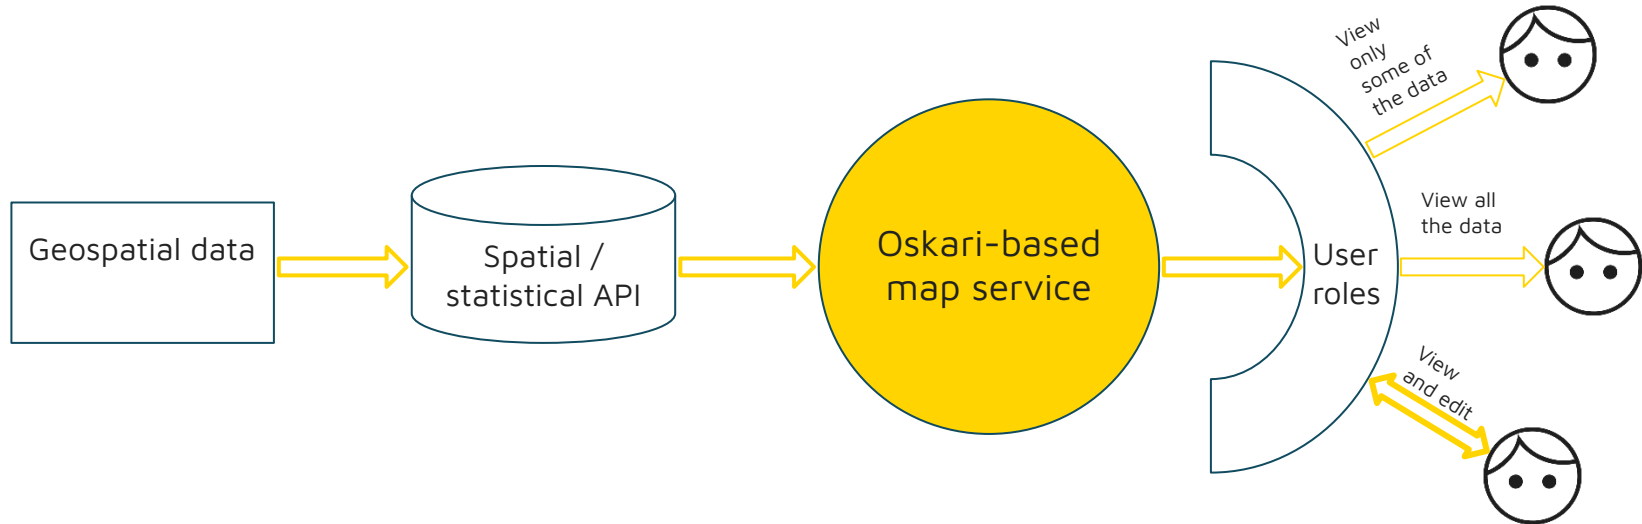 Geospatial data
Spatial /
statistical API
Oskari-based
map service
User
roles
View
only
some of
the data
View all
the data
View
and edit